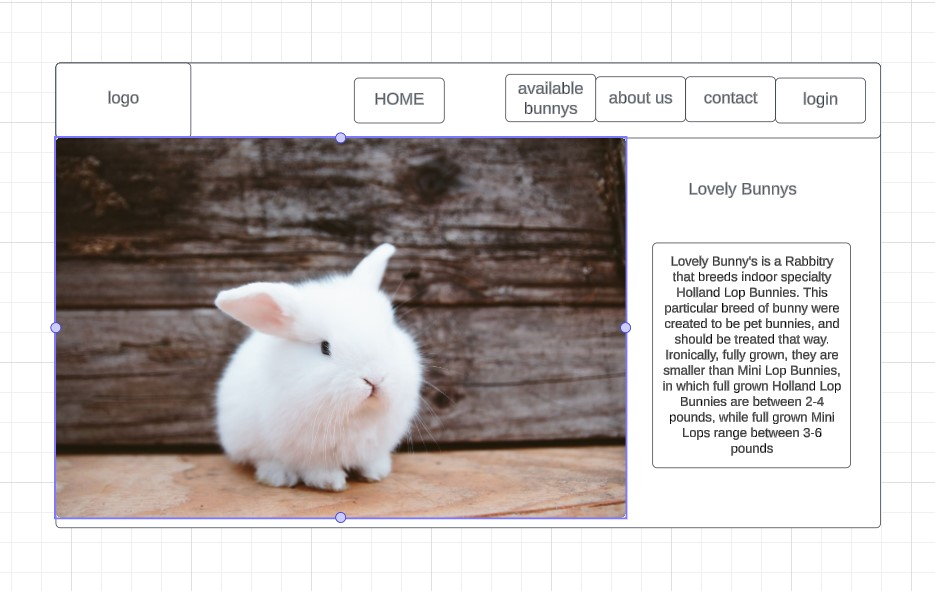 logo
HOME
available
bunnys
about us
contact
login
Lovely Bunnys
Lovely Bunny's is a Rabbitry
that breeds indoor specialty
Holland Lop Bunnies. This
particular breed of bunny were
created to be pet bunnies, and
should be treated that way.
Ironically, fully grown, they are
smaller than Mini Lop Bunnies,
in which full grown Holland Lop
Bunnies are between 2-4
pounds, while full grown Mini
Lops range between 3-6
pounds